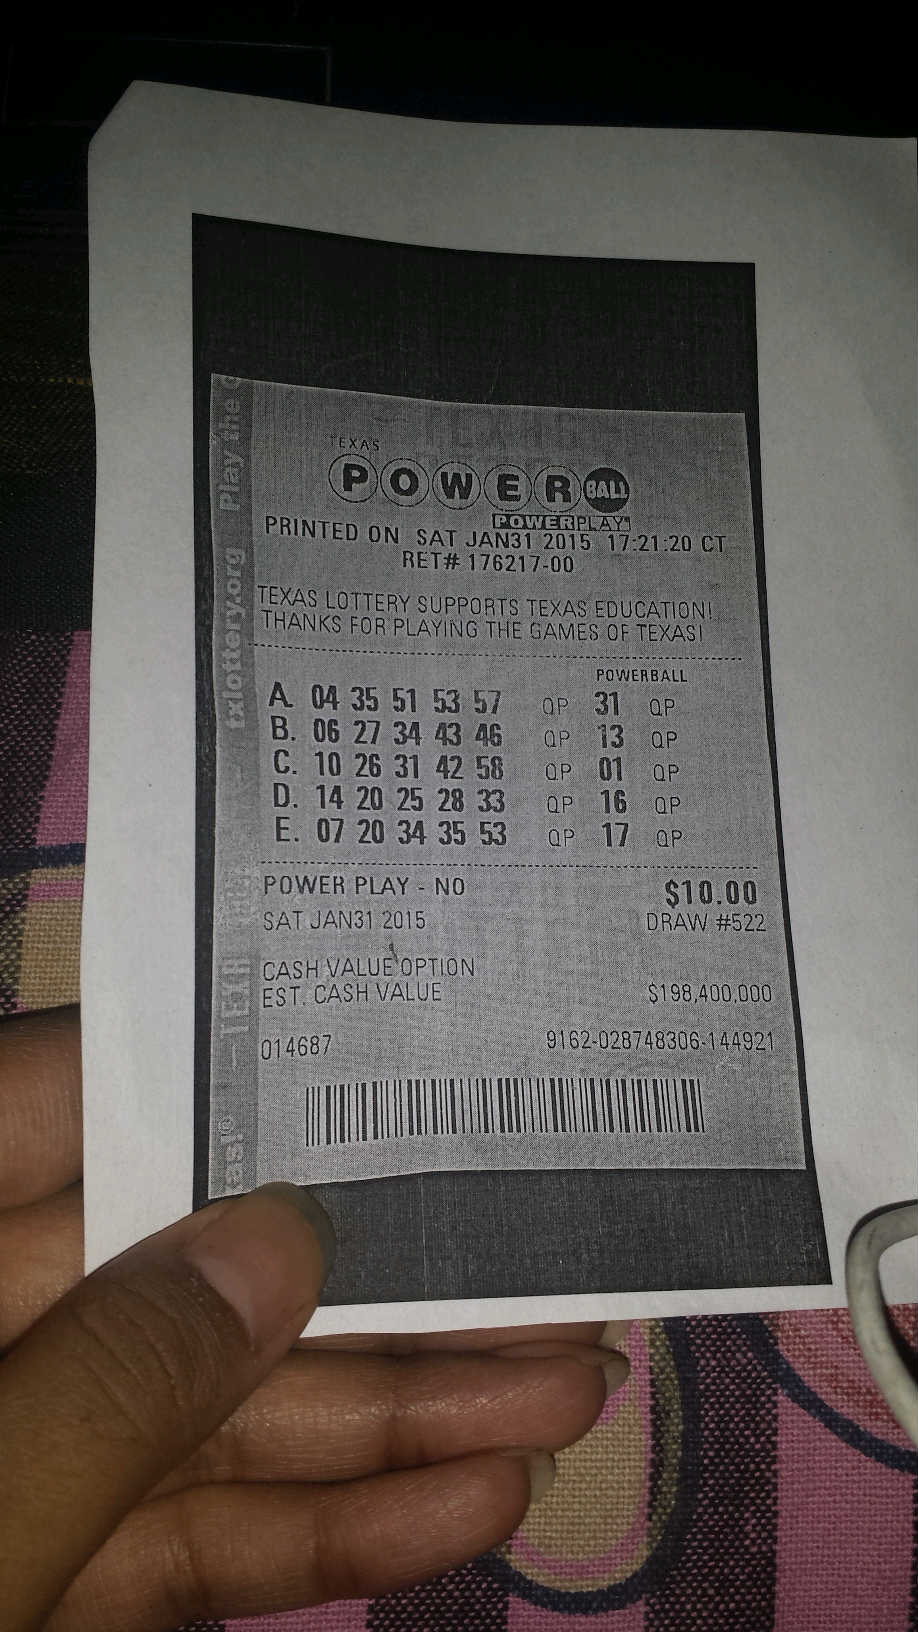 TEXAS
POWERBALL
POWERPLAY
PRINTED ON SAT JAN31 2015 17:21:20 CT
RET# 176217-00
TEXAS LOTTERY SUPPORTS TEXAS EDUCATION!
THANKS FOR PLAYING THE GAMES OF TEXAS!
POWERBALL
A. 04 35 51 53 57 QP 31 QP
B. 06 27 34 43 46 QP 13 QP
C. 10 26 31 42 58 QP 01 QP
D. 14 20 25 28 33 QP 16 QP
E. 07 20 34 35 53 QP 17 QP
POWER PLAY - NO $10.00
SAT JAN31 2015 DRAW #522
CASH VALUE OPTION
EST. CASH VALUE $198,400,000
014687 9162-028748306-144921
txlottery.org Play the